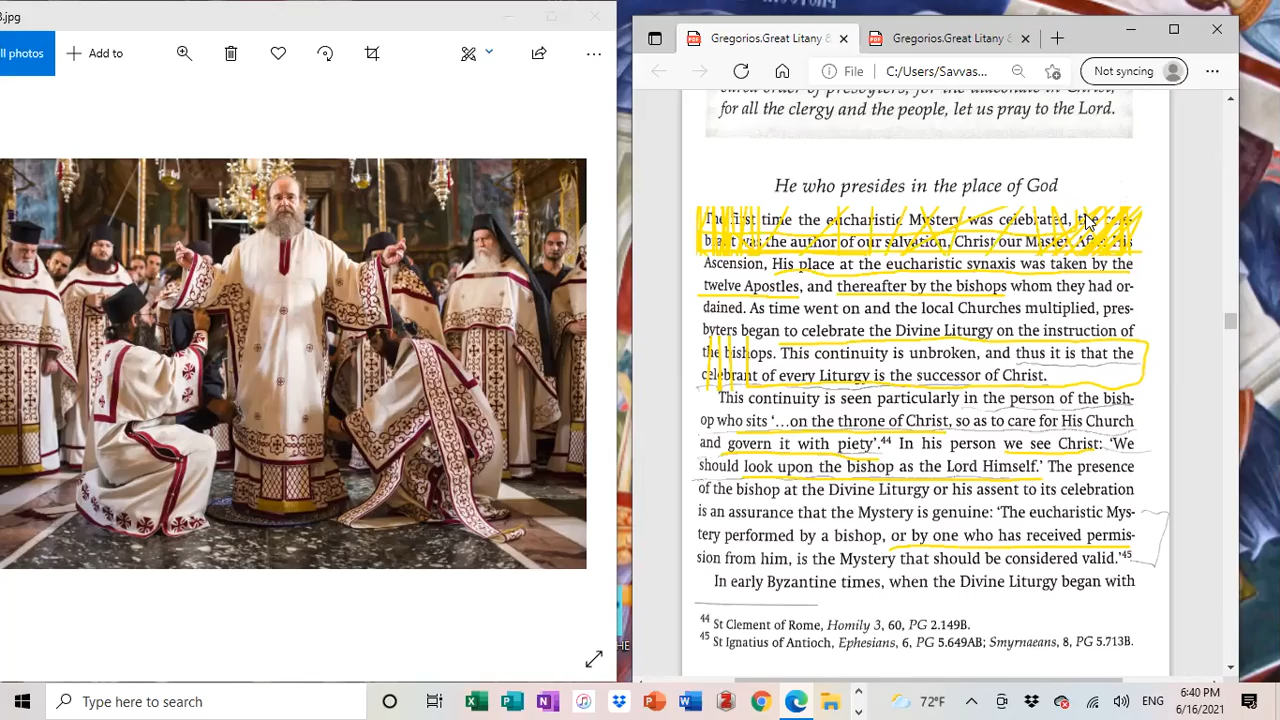 3.jpg
ll photos
Add to
Gregorios.Great Litany &
Gregorios.Great Litany &
File
C:/Users/Savvas...
Not syncing
for all the clergy and the people, let us pray to the Lord.
He who presides in the place of God
The first time the eucharistic Mystery was celebrated, the cele-
brant was the author of our salvation, Christ our Master. After His
Ascension, His place at the eucharistic synaxis was taken by the
twelve Apostles, and thereafter by the bishops whom they had or-
dained. As time went on and the local Churches multiplied, pres-
byters began to celebrate the Divine Liturgy on the instruction of
the bishops. This continuity is unbroken, and thus it is that the
celebrant of every Liturgy is the successor of Christ.
This continuity is seen particularly in the person of the bish-
op who sits ‘...on the throne of Christ, so as to care for His Church
and govern it with piety’.44 In his person we see Christ: ‘We
should look upon the bishop as the Lord Himself.’ The presence
of the bishop at the Divine Liturgy or his assent to its celebration
is an assurance that the Mystery is genuine: ‘The eucharistic Mys-
tery performed by a bishop, or by one who has received permis-
sion from him, is the Mystery that should be considered valid.’45
In early Byzantine times, when the Divine Liturgy began with
44 St Clement of Rome, Homily 3, 60, PG 2.149B.
45 St Ignatius of Antioch, Ephesians, 6, PG 5.649AB; Smyrnaeans, 8, PG 5.713B.
HE
Type here to search
72°F
ENG
6:40 PM
6/16/2021